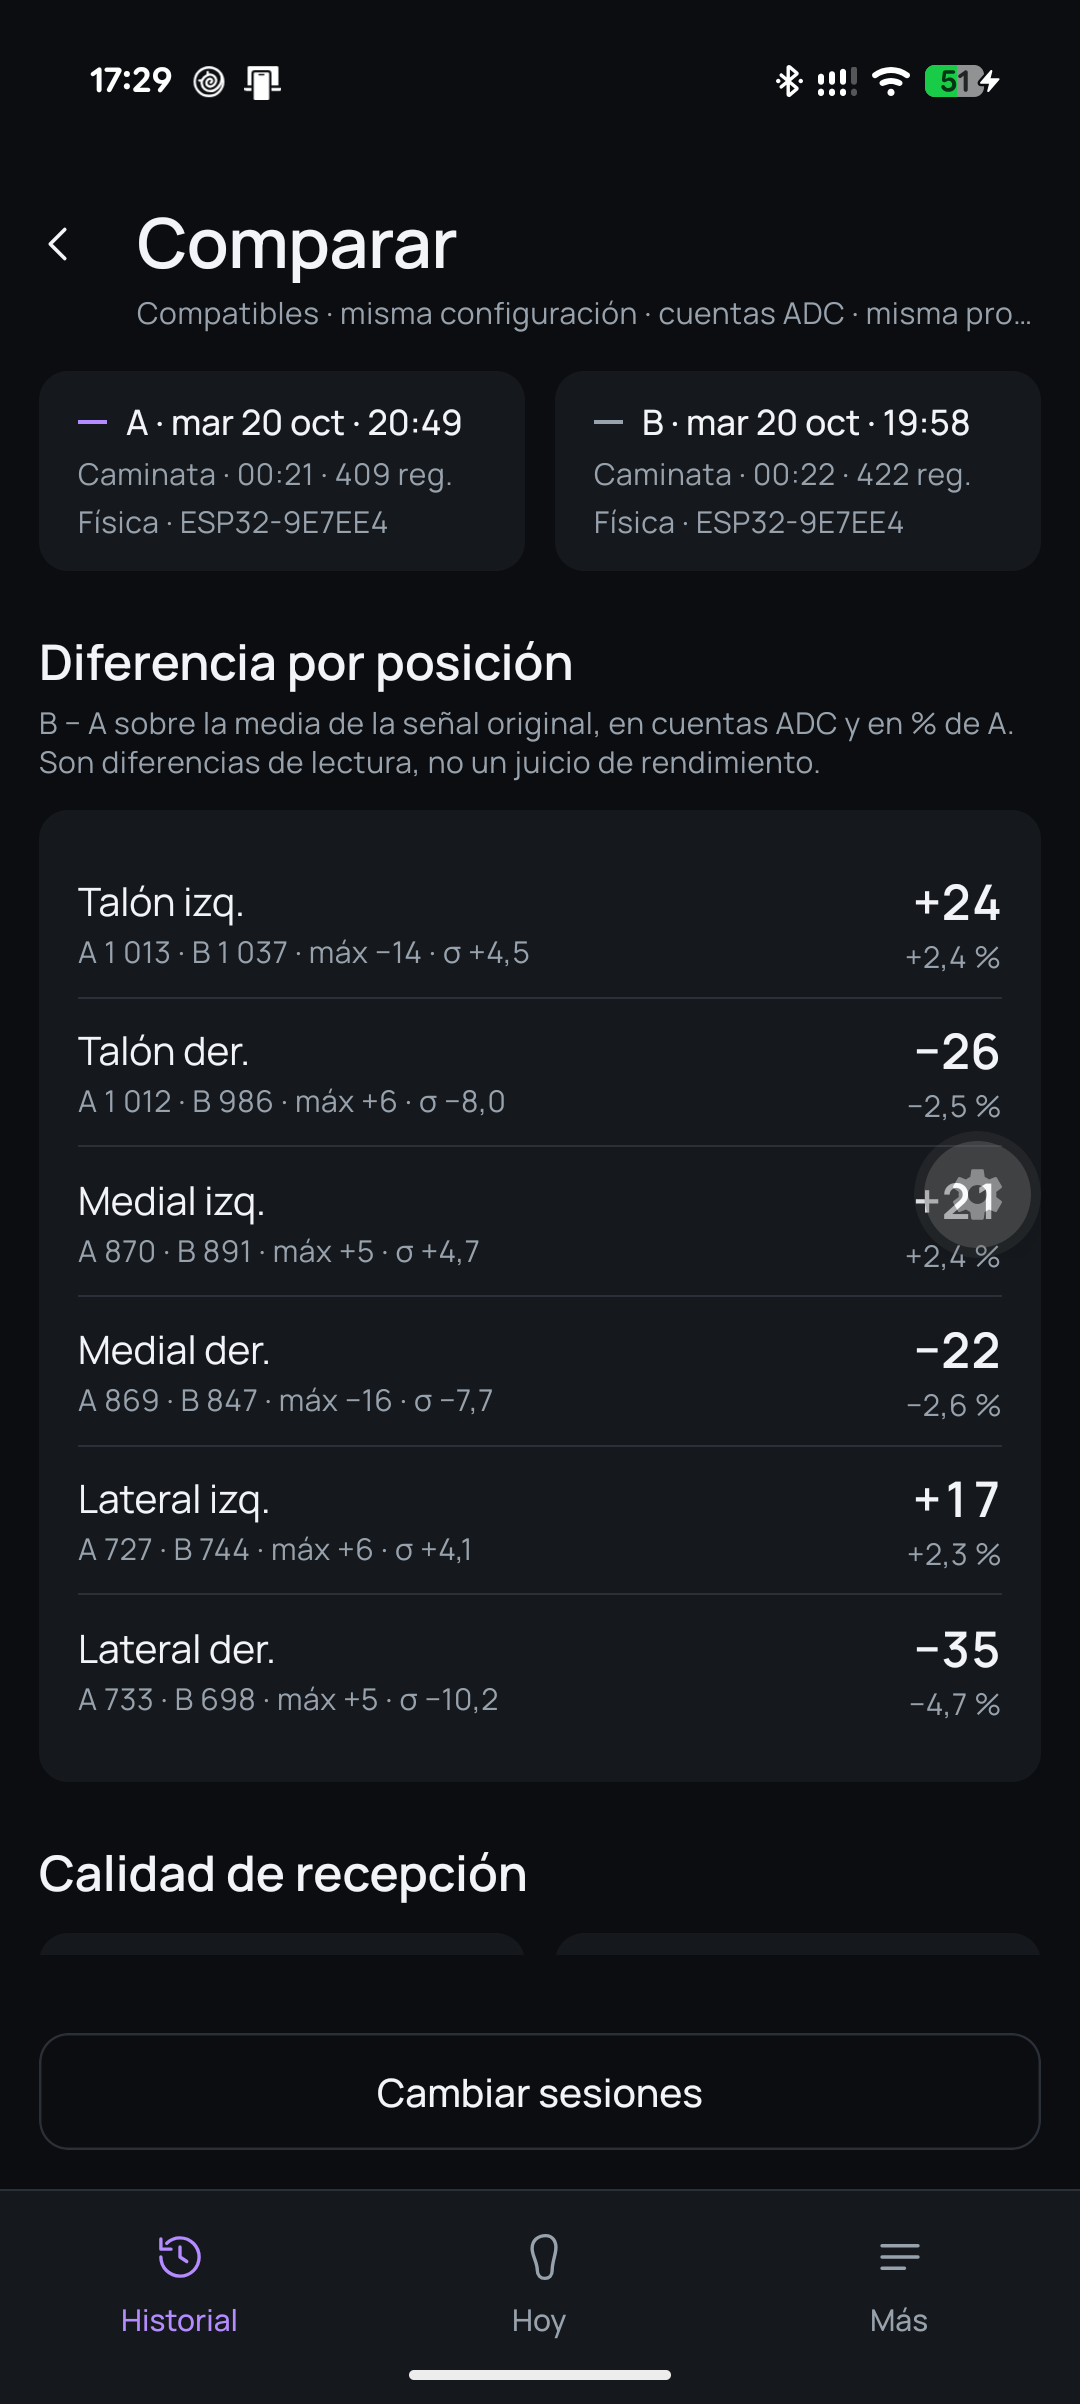 17:29
51
Comparar
Compatibles · misma configuración · cuentas ADC · misma pro...
A · mar 20 oct · 20:49
Caminata · 00:21 · 409 reg.
Física · ESP32-9E7EE4
B · mar 20 oct · 19:58
Caminata · 00:22 · 422 reg.
Física · ESP32-9E7EE4
Diferencia por posición
B − A sobre la media de la señal original, en cuentas ADC y en % de A.
Son diferencias de lectura, no un juicio de rendimiento.
Talón izq.
+24
A 1 013 · B 1 037 · máx −14 · σ +4,5
+2,4 %
Talón der.
−26
A 1 012 · B 986 · máx +6 · σ −8,0
−2,5 %
Medial izq.
+21
A 870 · B 891 · máx +5 · σ +4,7
+2,4 %
Medial der.
−22
A 869 · B 847 · máx −16 · σ −7,7
−2,6 %
Lateral izq.
+17
A 727 · B 744 · máx +6 · σ +4,1
+2,3 %
Lateral der.
−35
A 733 · B 698 · máx +5 · σ −10,2
−4,7 %
Calidad de recepción
Cambiar sesiones
Historial
Hoy
Más